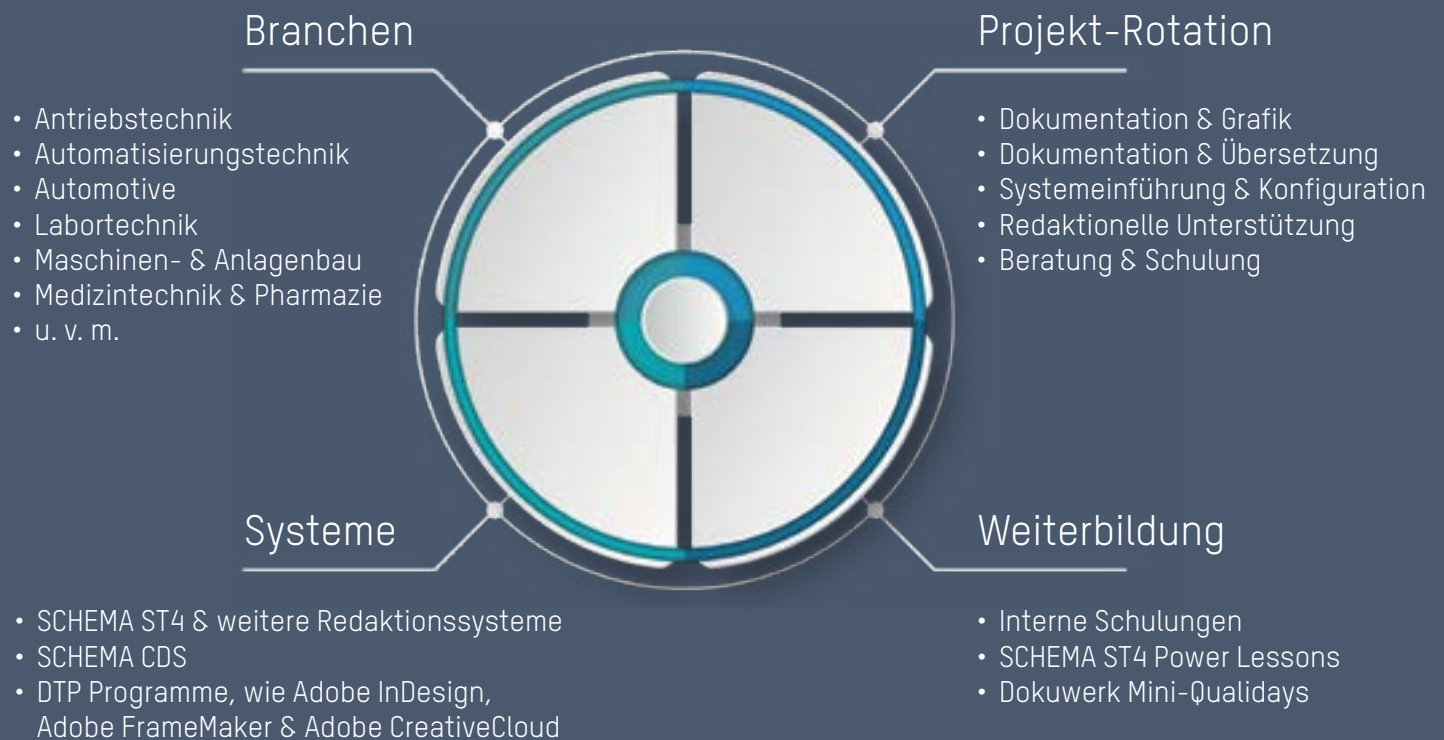 Branchen
• Antriebstechnik
• Automatisierungstechnik
• Automotive
• Labortechnik
• Maschinen- & Anlagenbau
• Medizintechnik & Pharmazie
• u. v. m.
Projekt-Rotation
• Dokumentation & Grafik
• Dokumentation & Übersetzung
• Systemeinführung & Konfiguration
• Redaktionelle Unterstützung
• Beratung & Schulung
Systeme
• SCHEMA ST4 & weitere Redaktionssysteme
• SCHEMA CDS
• DTP Programme, wie Adobe InDesign,
Adobe FrameMaker & Adobe CreativeCloud
Weiterbildung
• Interne Schulungen
• SCHEMA ST4 Power Lessons
• Dokuwerk Mini-Qualidays